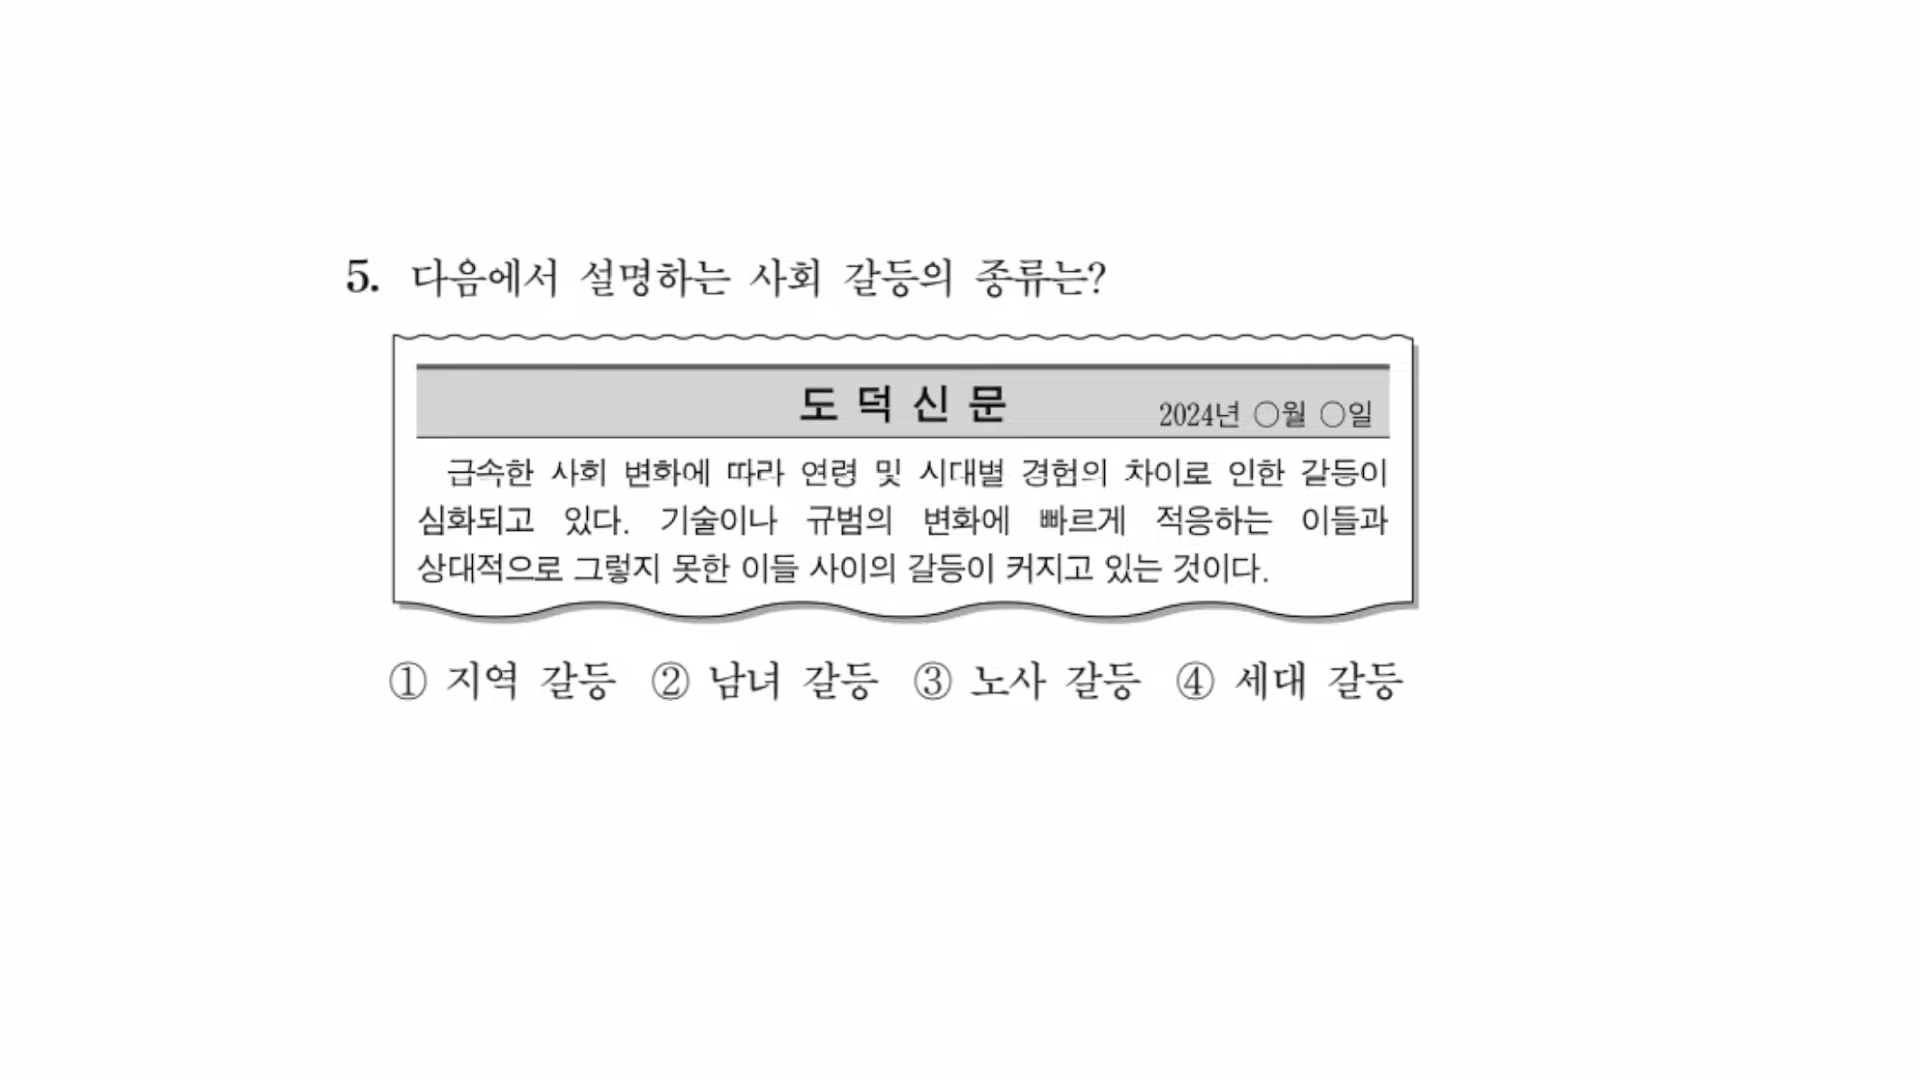 5. 다음에서 설명하는 사회 갈등의 종류는?
도덕신문 2024년 ○월 ○일
급속한 사회 변화에 따라 연령 및 시대별 경험의 차이로 인한 갈등이
심화되고 있다. 기술이나 규범의 변화에 빠르게 적응하는 이들과
상대적으로 그렇지 못한 이들 사이의 갈등이 커지고 있는 것이다.
① 지역 갈등 ② 남녀 갈등 ③ 노사 갈등 ④ 세대 갈등